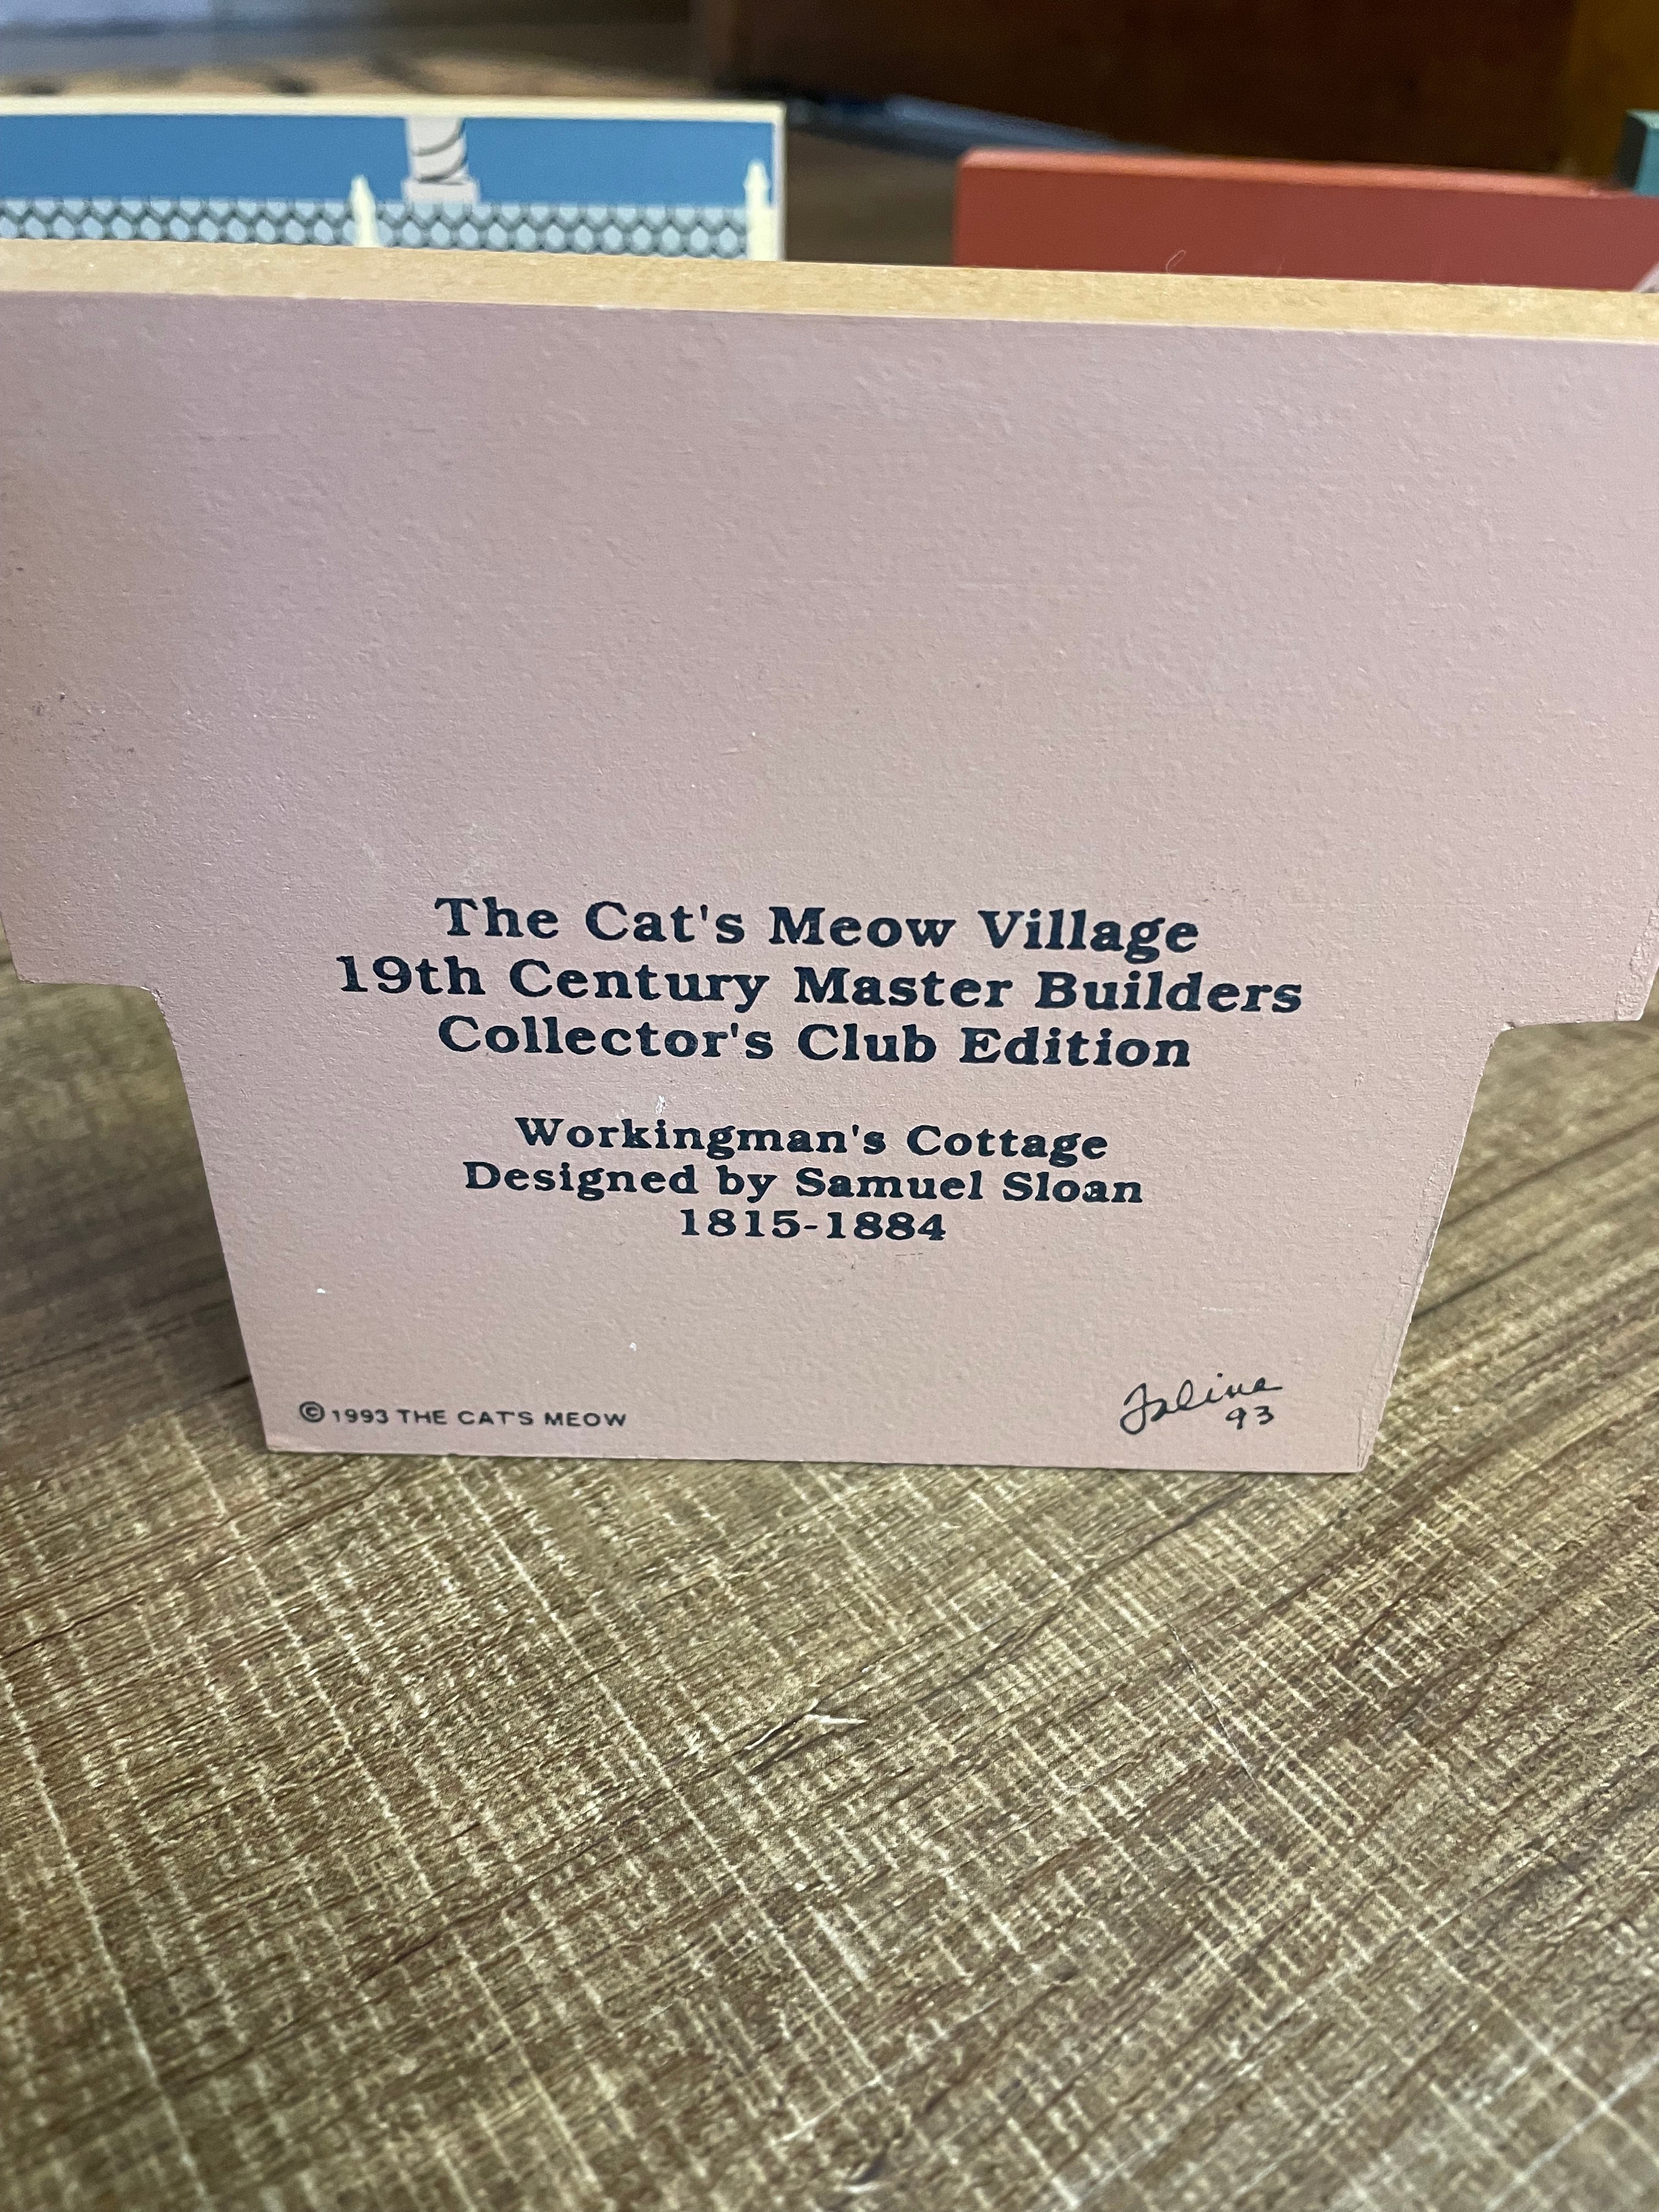 The Cat's Meow Village
19th Century Master Builders
Collector's Club Edition
Workingman's Cottage
Designed by Samuel Sloan
1815-1884
© 1993 THE CAT'S MEOW
Faline
93